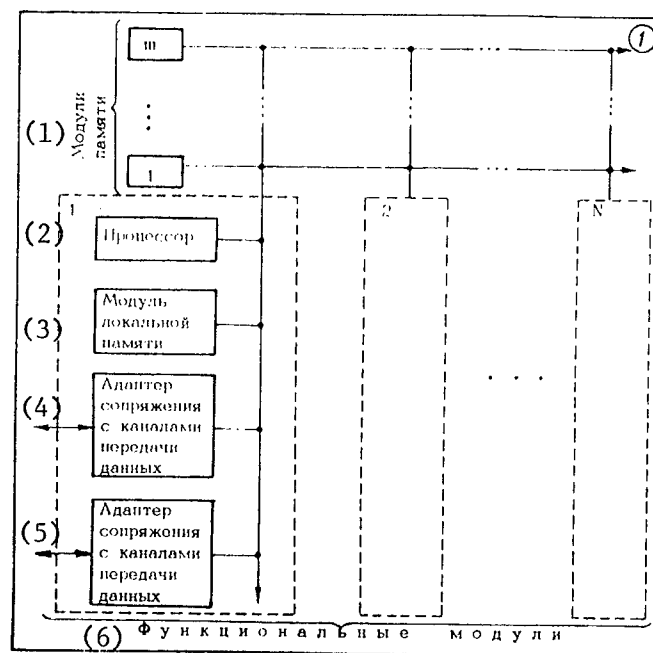 m
1
(1)
Модули
памяти
...
1
1
2
N
(2)
Процессор
(3)
Модуль
локальной
памяти
(4)
Адаптер
сопряжения
с каналами
передачи
данных
...
(5)
Адаптер
сопряжения
с каналами
передачи
данных
(6)
Функциональные модули